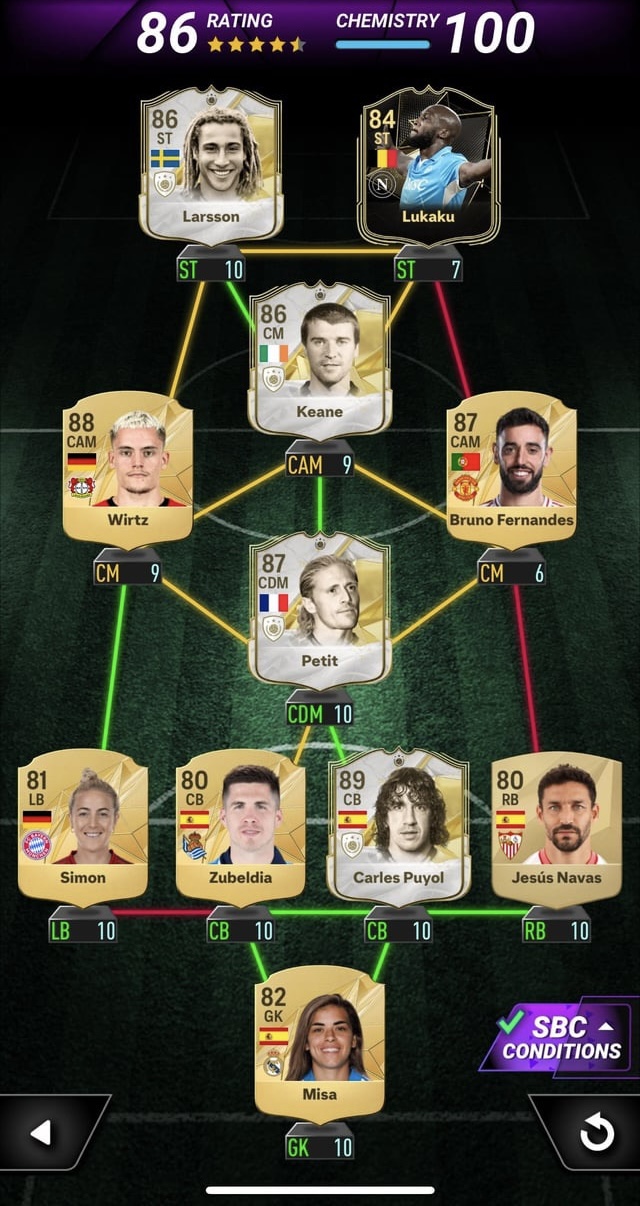 86 RATING CHEMISTRY 100
86
ST
Larsson
ST 10
84
ST
N
Lukaku
ST 7
86
CM
Keane
CAM 9
88
CAM
Wirtz
CM 9
87
CAM
Bruno Fernandes
CM 6
87
CDM
Petit
CDM 10
81
LB
Simon
LB 10
80
CB
Zubeldia
CB 10
89
CB
Carles Puyol
CB 10
80
RB
Jesús Navas
RB 10
82
GK
Misa
GK 10
SBC
CONDITIONS